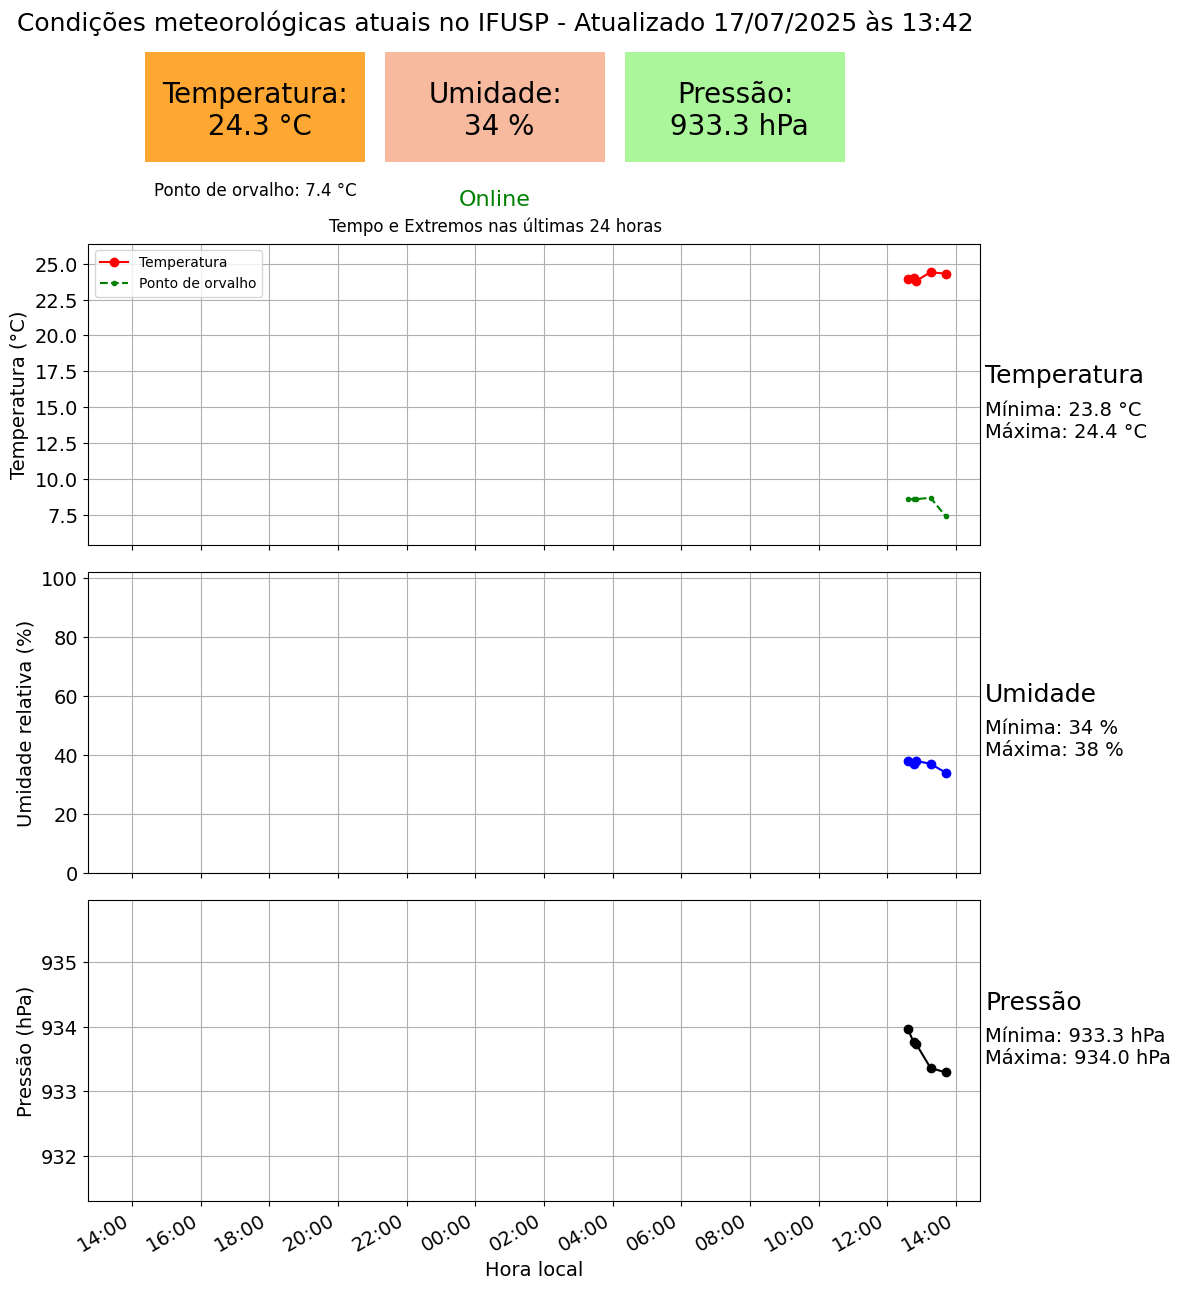 Condições meteorológicas atuais no IFUSP - Atualizado 17/07/2025 às 13:42
Temperatura:
24.3 °C
Umidade:
34 %
Pressão:
933.3 hPa
Ponto de orvalho: 7.4 °C
Online
Tempo e Extremos nas últimas 24 horas
Temperatura
Ponto de orvalho
Temperatura (°C)
25.0
22.5
20.0
17.5
15.0
12.5
10.0
7.5
Temperatura
Mínima: 23.8 °C
Máxima: 24.4 °C
Umidade relativa (%)
100
80
60
40
20
0
Umidade
Mínima: 34 %
Máxima: 38 %
Pressão (hPa)
935
934
933
932
Pressão
Mínima: 933.3 hPa
Máxima: 934.0 hPa
14:00 16:00 18:00 20:00 22:00 00:00 02:00 04:00 06:00 08:00 10:00 12:00 14:00
Hora local